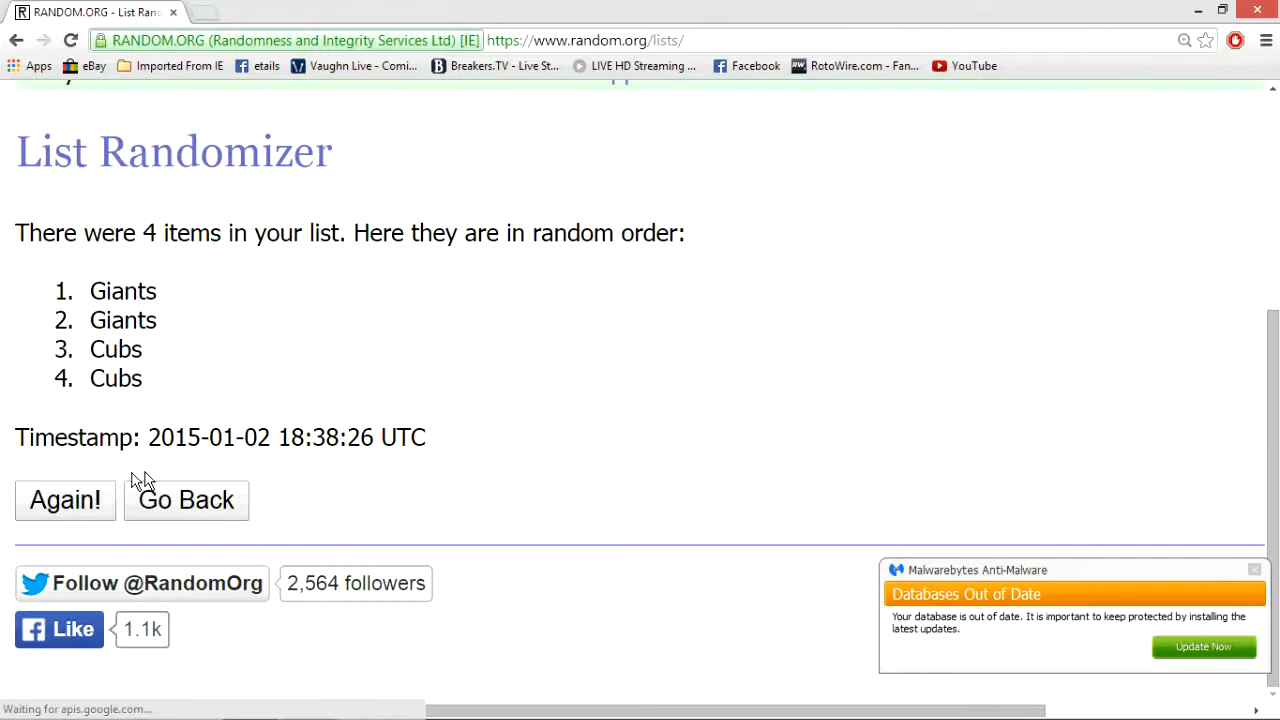 RANDOM.ORG - List Ran
RANDOM.ORG (Randomness and Integrity Services Ltd) [IE] https://www.random.org/lists/
Apps eBay Imported From IE etails Vaughn Live - Comi... Breakers.TV - Live St... LIVE HD Streaming ... Facebo RotoWire.com - Fan... YouTube
List Randomizer
There were 4 items in your list. Here they are in random order:
1. Giants
2. Giants
3. Cubs
4. Cubs
Timestamp: 2015-01-02 18:38:26 UTC
Again! Go Back
Follow @RandomOrg 2,564 followers
Like 1.1k
Malwarebytes Anti-Malware
Databases Out of Date
Your database is out of date. It is important to keep protected by installing the
latest updates.
Update Now
Waiting for apis.google.com...